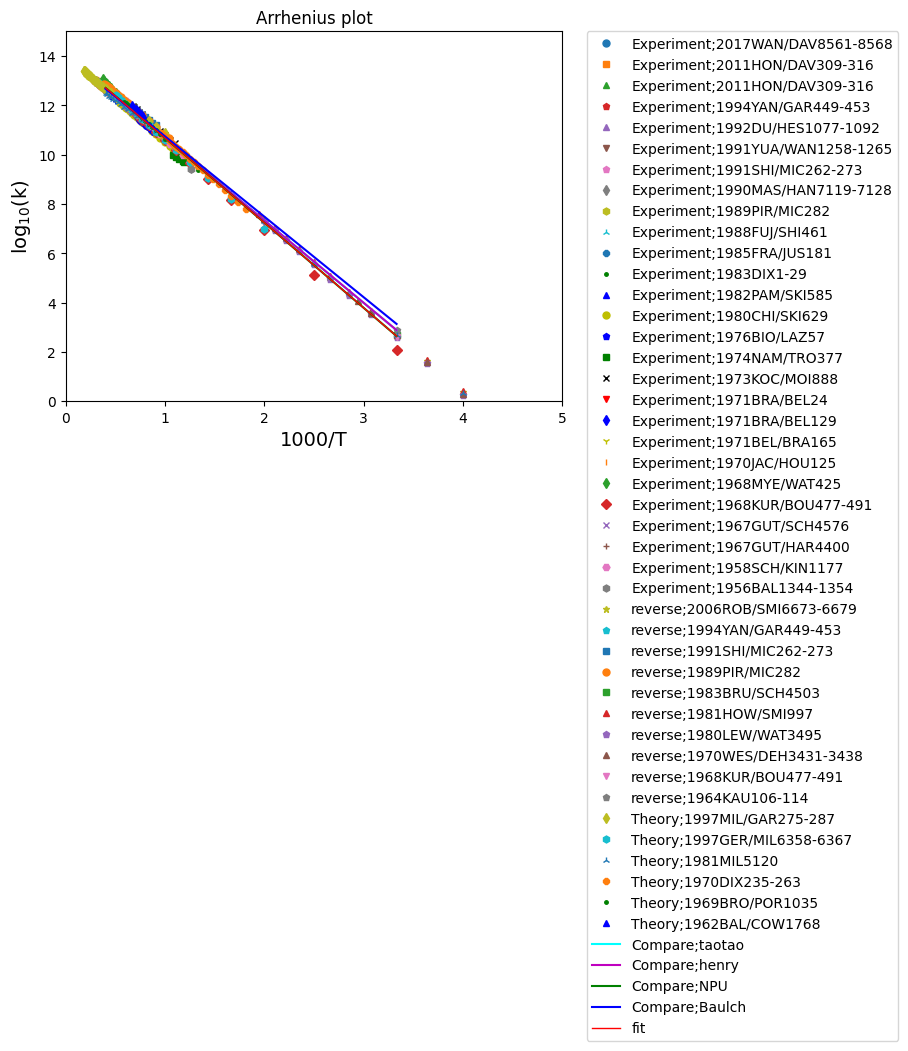 Arrhenius plot
14
12
10
8
6
4
2
0
log10(k)
0 1 2 3 4 5
1000/T
Experiment;2017WAN/DAV8561-8568
Experiment;2011HON/DAV309-316
Experiment;2011HON/DAV309-316
Experiment;1994YAN/GAR449-453
Experiment;1992DU/HES1077-1092
Experiment;1991YUA/WAN1258-1265
Experiment;1991SHI/MIC262-273
Experiment;1990MAS/HAN7119-7128
Experiment;1989PIR/MIC282
Experiment;1988FUJ/SHI461
Experiment;1985FRA/JUS181
Experiment;1983DIX1-29
Experiment;1982PAM/SKI585
Experiment;1980CHI/SKI629
Experiment;1976BIO/LAZ57
Experiment;1974NAM/TRO377
Experiment;1973KOC/MOI888
Experiment;1971BRA/BEL24
Experiment;1971BRA/BEL129
Experiment;1971BEL/BRA165
Experiment;1970JAC/HOU125
Experiment;1968MYE/WAT425
Experiment;1968KUR/BOU477-491
Experiment;1967GUT/SCH4576
Experiment;1967GUT/HAR4400
Experiment;1958SCH/KIN1177
Experiment;1956BAL1344-1354
reverse;2006ROB/SMI6673-6679
reverse;1994YAN/GAR449-453
reverse;1991SHI/MIC262-273
reverse;1989PIR/MIC282
reverse;1983BRU/SCH4503
reverse;1981HOW/SMI997
reverse;1980LEW/WAT3495
reverse;1970WES/DEH3431-3438
reverse;1968KUR/BOU477-491
reverse;1964KAU106-114
Theory;1997MIL/GAR275-287
Theory;1997GER/MIL6358-6367
Theory;1981MIL5120
Theory;1970DIX235-263
Theory;1969BRO/POR1035
Theory;1962BAL/COW1768
Compare;taotao
Compare;henry
Compare;NPU
Compare;Baulch
fit